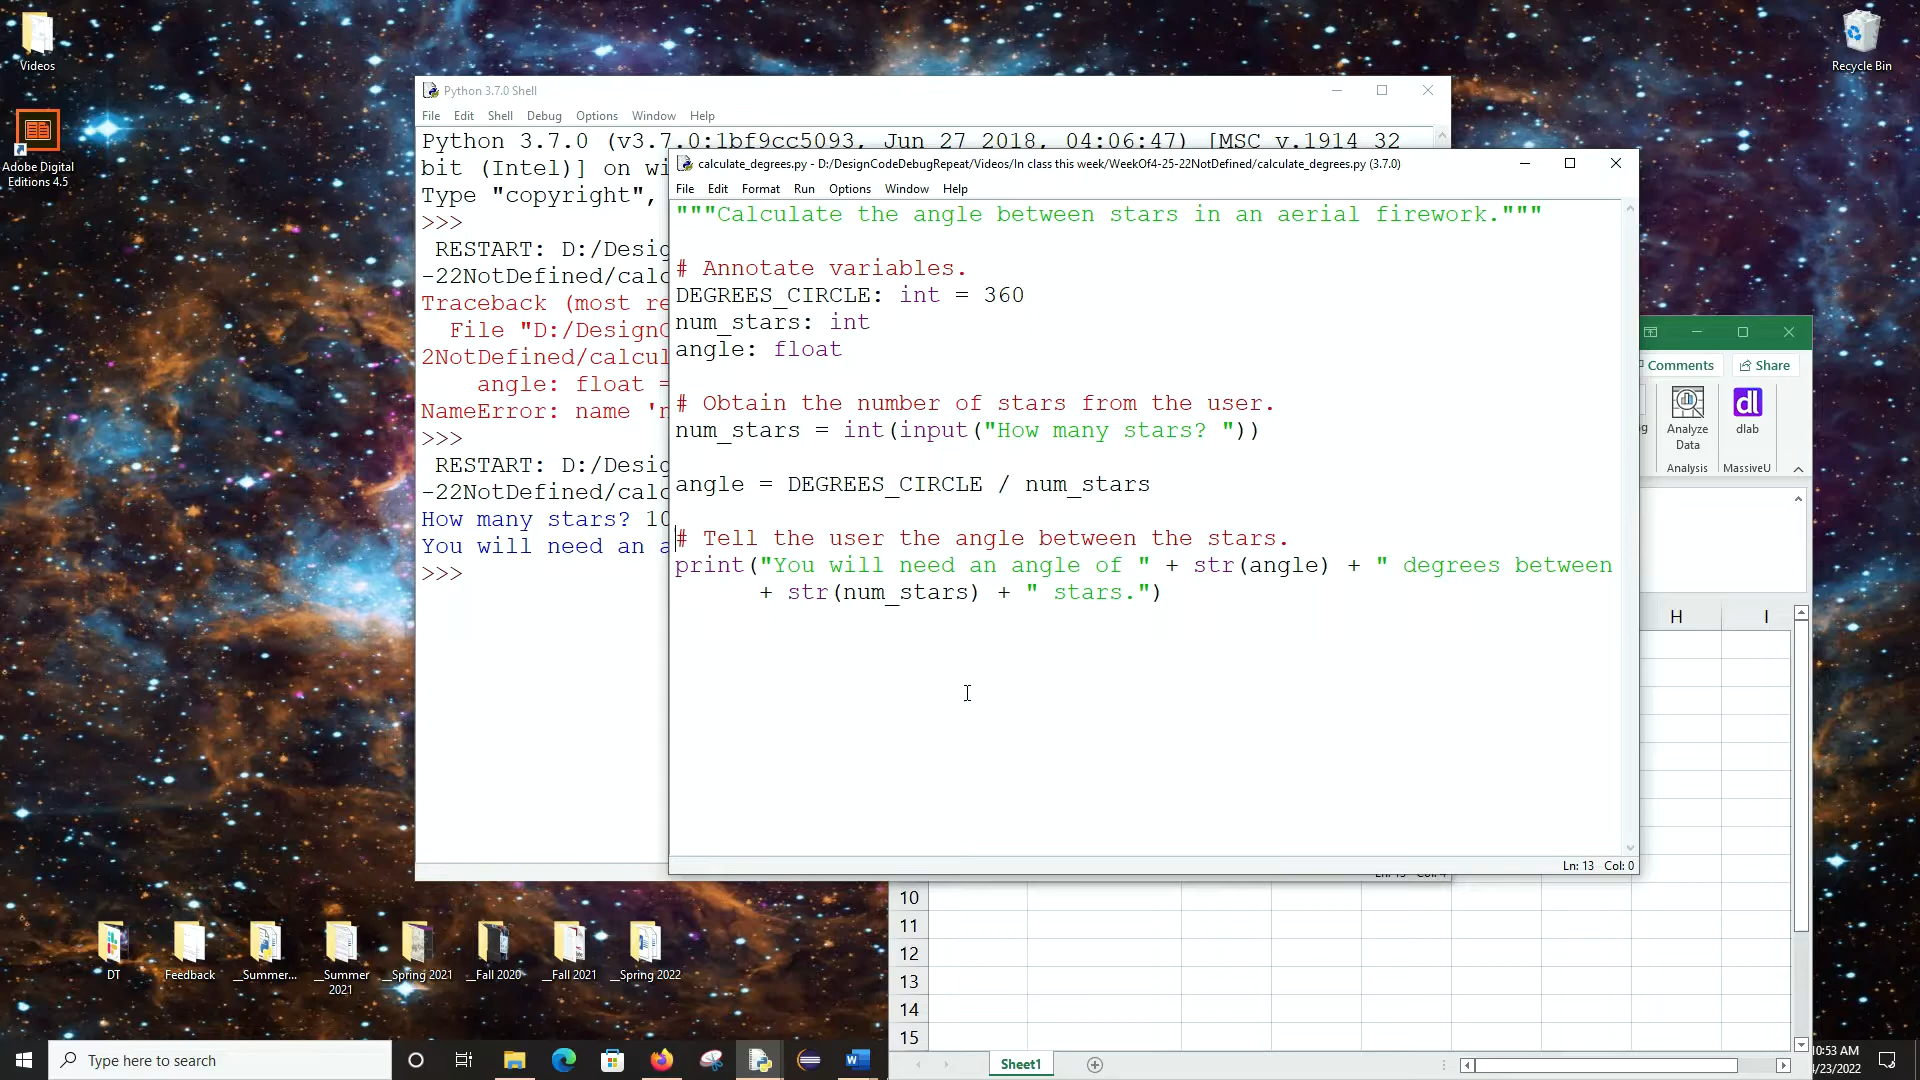 Videos
Recycle Bin
Adobe Digital
Editions 4.5
Python 3.7.0 Shell
File Edit Shell Debug Options Window Help
Python 3.7.0 (v3.7.0:1bf9cc5093, Jun 27 2018, 04:06:47) [MSC v.1914 32
bit (Intel)] on wi
Type "copyright",
>>>
RESTART: D:/Desig
-22NotDefined/calc
Traceback (most re
File "D:/DesignC
2NotDefined/calcul
angle: float =
NameError: name 'n
>>>
RESTART: D:/Desig
-22NotDefined/calc
How many stars? 10
You will need an a
>>>
calculate_degrees.py - D:/DesignCodeDebugRepeat/Videos/In class this week/WeekOf4-25-22NotDefined/calculate_degrees.py (3.7.0)
File Edit Format Run Options Window Help
"""Calculate the angle between stars in an aerial firework."""
# Annotate variables.
DEGREES_CIRCLE: int = 360
num_stars: int
angle: float
# Obtain the number of stars from the user.
num_stars = int(input("How many stars? "))
angle = DEGREES_CIRCLE / num_stars
# Tell the user the angle between the stars.
print("You will need an angle of " + str(angle) + " degrees between
+ str(num_stars) + " stars.")
Ln: 13 Col: 0
Comments Share
Analyze
Data
dlab
Analysis MassiveU
H I
10
11
12
13
14
15
Sheet1
DT
Feedback
__Summer...
__Summer
2021
__Spring 2021
__Fall 2020
__Fall 2021
__Spring 2022
Type here to search
10:53 AM
/23/2022